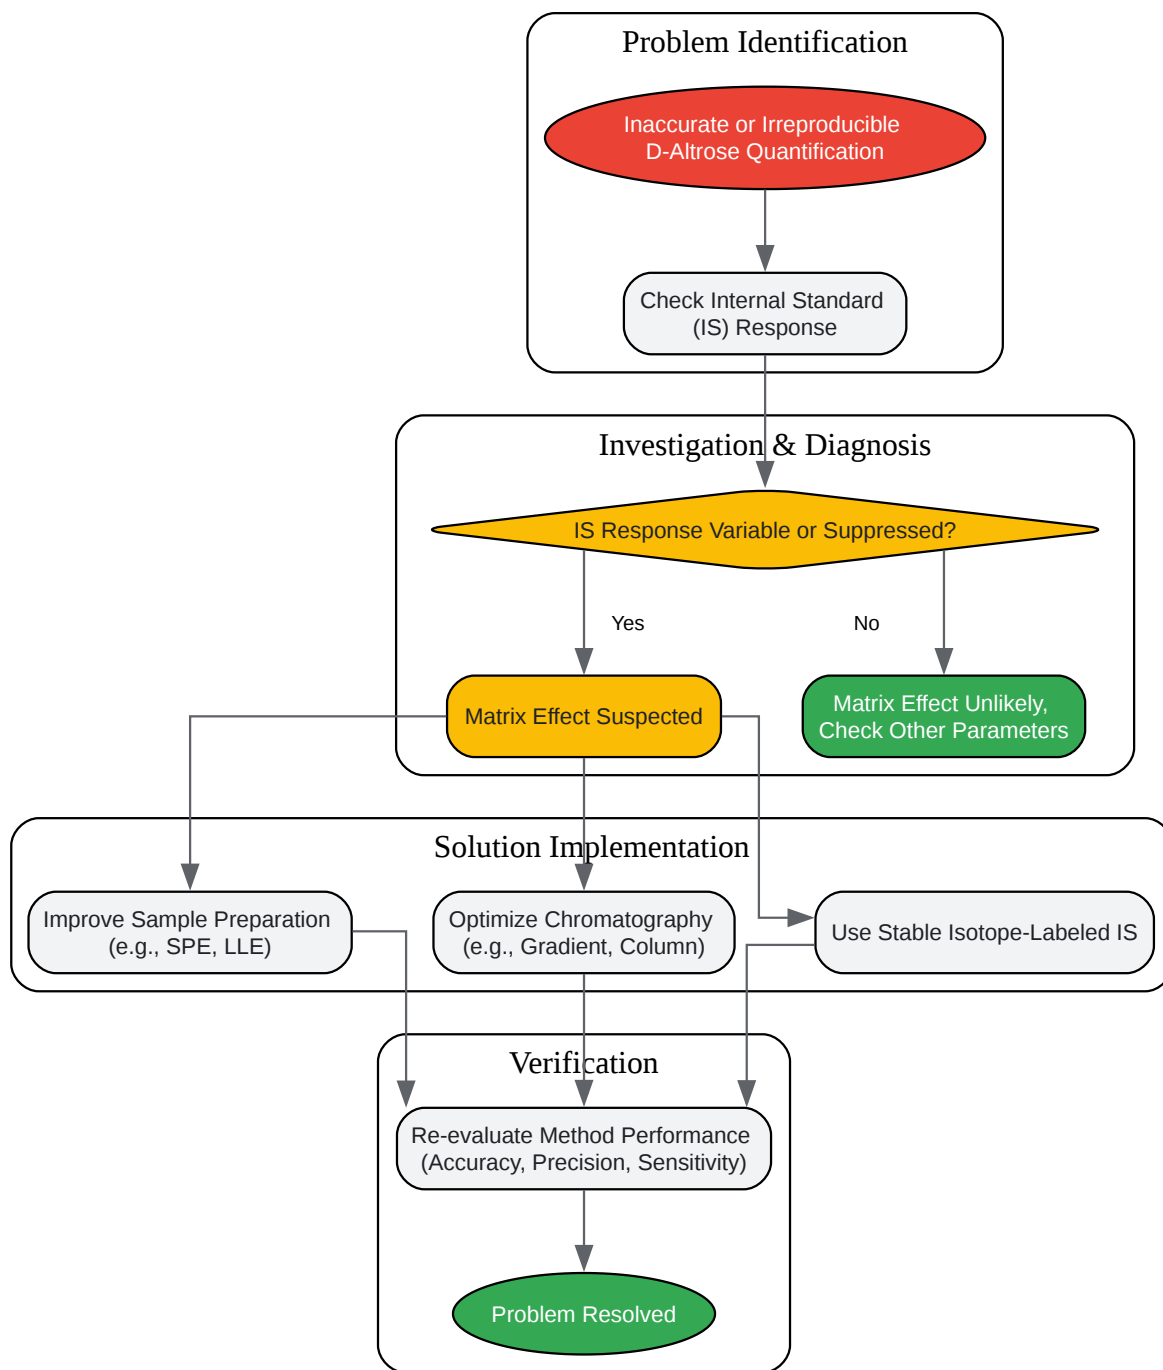 Problem Identification
Inaccurate or Irreproducible
D-Altrose Quantification
Check Internal Standard
(IS) Response
Investigation & Diagnosis
IS Response Variable or Suppressed?
Yes
No
Matrix Effect Suspected
Matrix Effect Unlikely,
Check Other Parameters
Solution Implementation
Improve Sample Preparation
(e.g., SPE, LLE)
Optimize Chromatography
(e.g., Gradient, Column)
Use Stable Isotope-Labeled IS
Verification
Re-evaluate Method Performance
(Accuracy, Precision, Sensitivity)
Problem Resolved